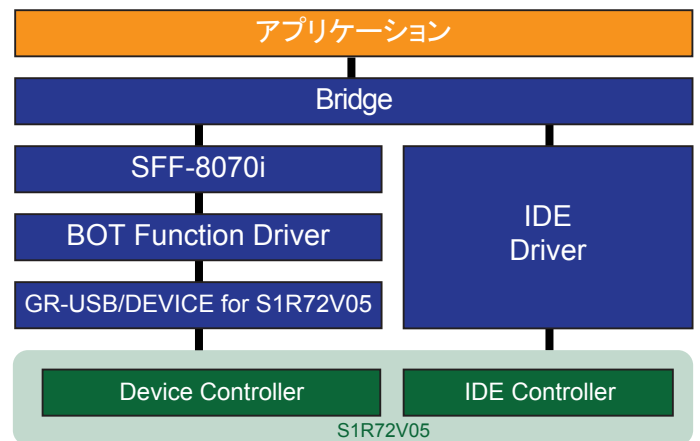 アプリケーション
Bridge
SFF-8070i
BOT Function Driver
GR-USB/DEVICE for S1R72V05
IDE
Driver
Device Controller
IDE Controller
S1R72V05